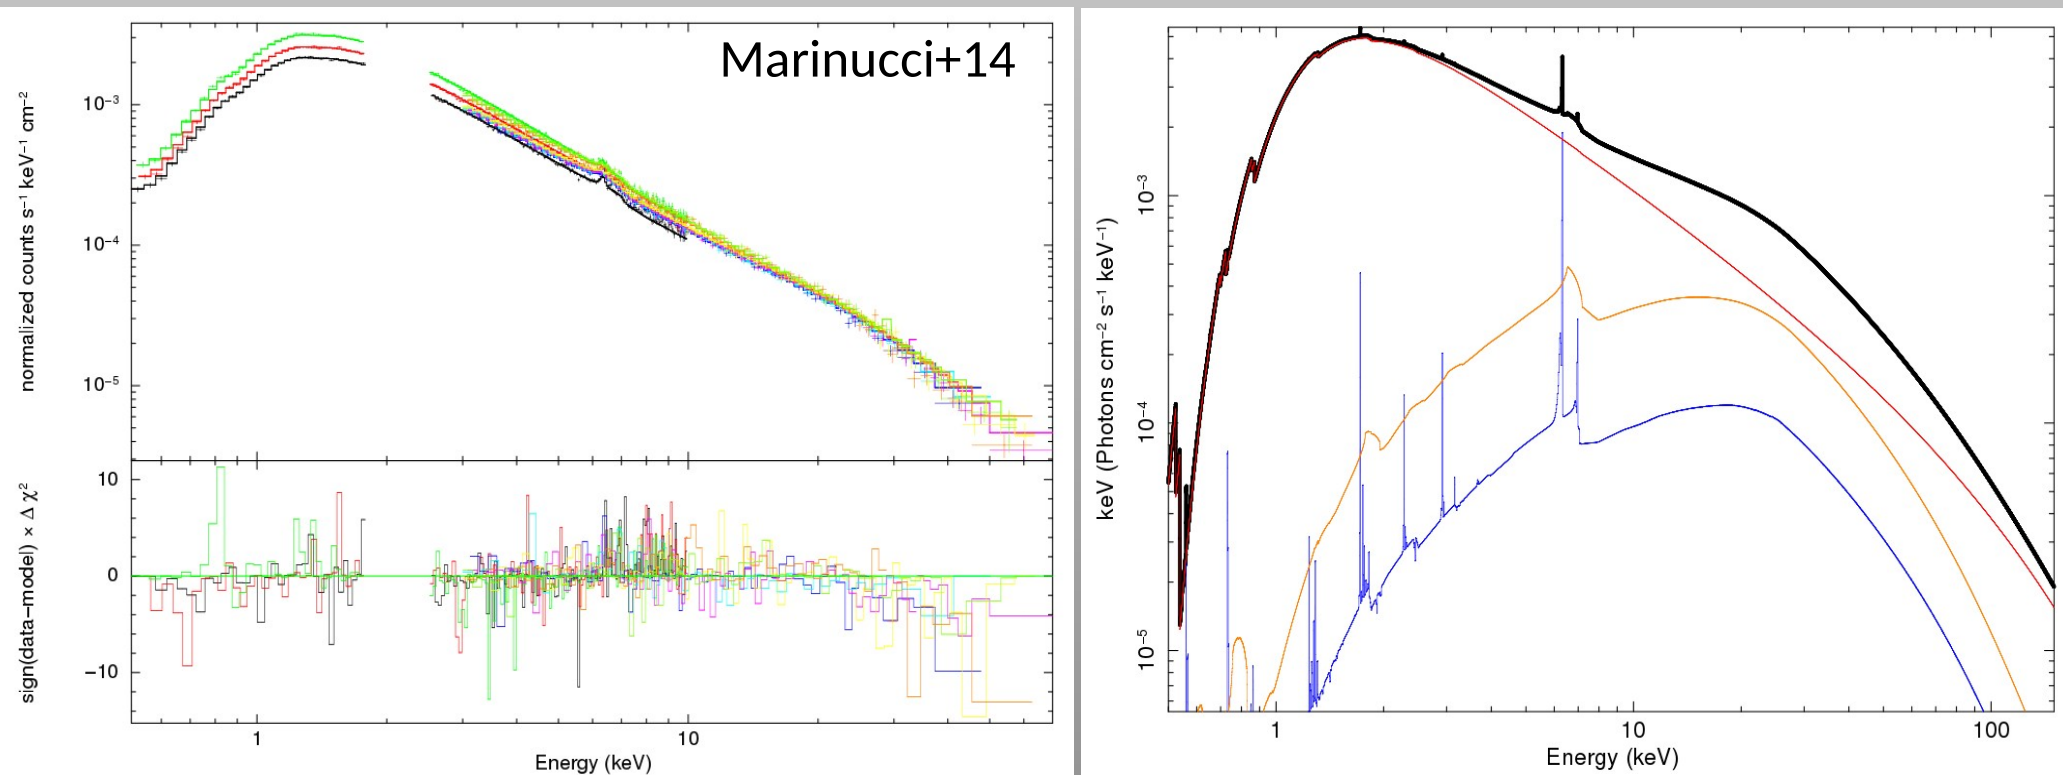 Marinucci+14
normalized counts s⁻¹ keV⁻¹ cm⁻²
10⁻³
10⁻⁴
10⁻⁵
sign(data−model) × Δ χ²
10
0
−10
1
10
Energy (keV)
keV (Photons cm⁻² s⁻¹ keV⁻¹)
10⁻³
10⁻⁴
10⁻⁵
1
10
100
Energy (keV)